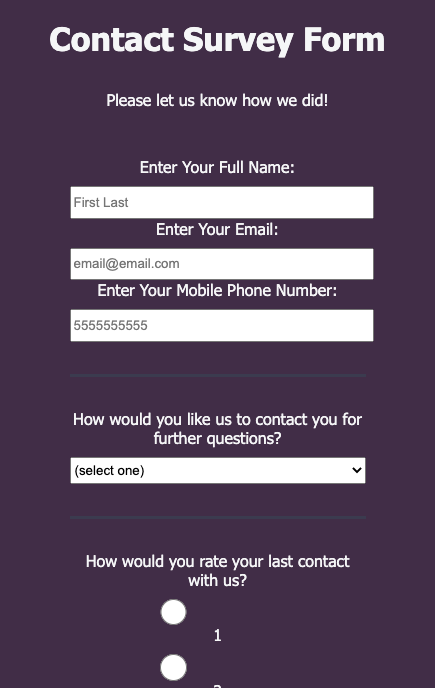 Contact Survey Form
Please let us know how we did!
Enter Your Full Name:
First Last
Enter Your Email:
email@email.com
Enter Your Mobile Phone Number:
5555555555
How would you like us to contact you for
further questions?
(select one)
How would you rate your last contact
with us?
1